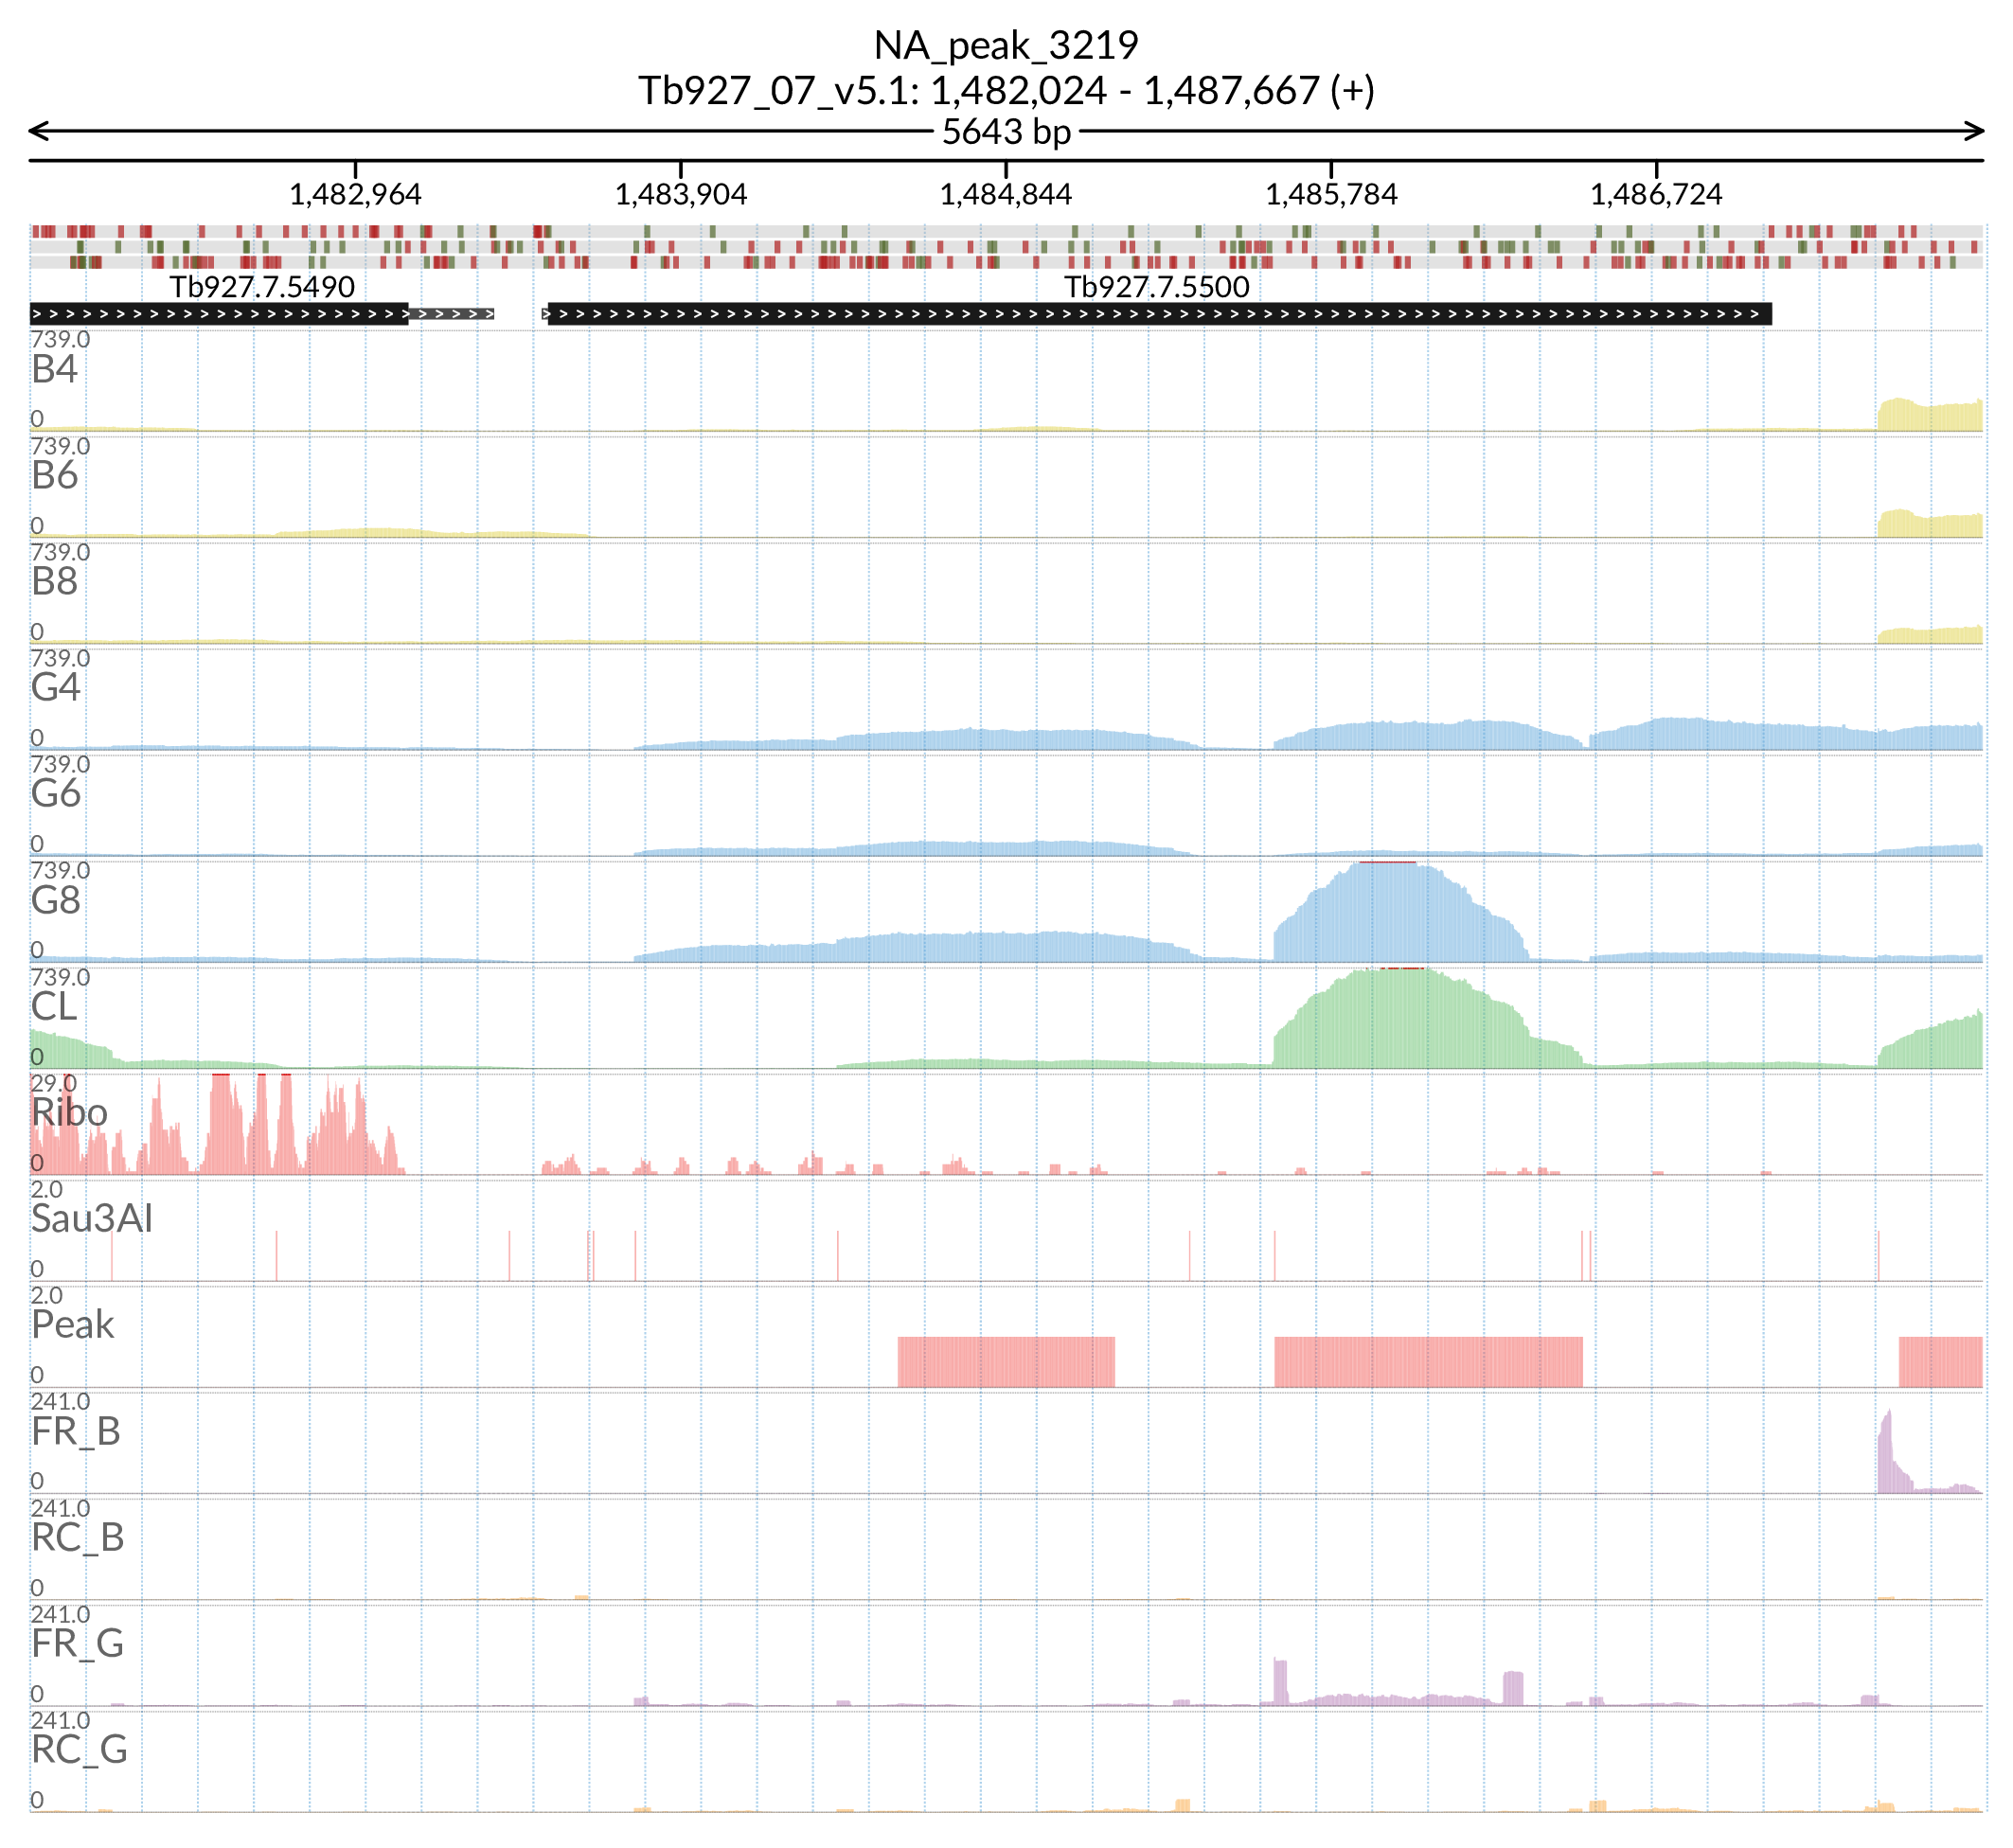 NA_peak_3219
Tb927_07_v5.1: 1,482,024 - 1,487,667 (+)
5643 bp
1,482,964 1,483,904 1,484,844 1,485,784 1,486,724
Tb927.7.5490 Tb927.7.5500
739.0
B4
0
739.0
B6
0
739.0
B8
0
739.0
G4
0
739.0
G6
0
739.0
G8
0
739.0
CL
0
29.0
Ribo
0
2.0
Sau3AI
0
2.0
Peak
0
241.0
FR_B
0
241.0
RC_B
0
241.0
FR_G
0
241.0
RC_G
0